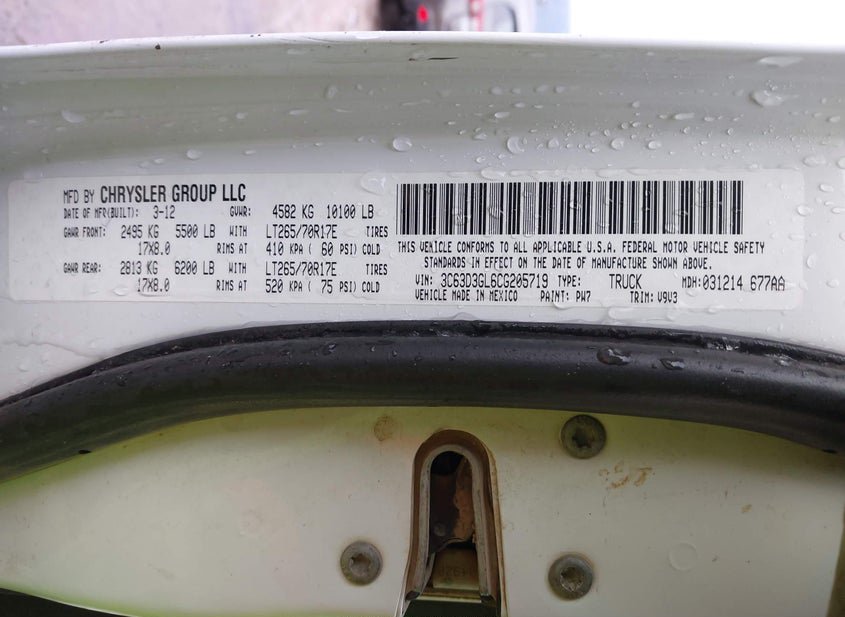 MFD BY CHRYSLER GROUP LLC
DATE OF MFR(BUILT): 3-12 GVWR: 4582 KG 10100 LB
GAWR FRONT: 2495 KG 5500 LB WITH LT265/70R17E TIRES
17X8.0 RIMS AT 410 KPA ( 60 PSI) COLD
GAWR REAR: 2813 KG 6200 LB WITH LT265/70R17E TIRES
17X8.0 RIMS AT 520 KPA ( 75 PSI) COLD
THIS VEHICLE CONFORMS TO ALL APPLICABLE U.S.A. FEDERAL MOTOR VEHICLE SAFETY
STANDARDS IN EFFECT ON THE DATE OF MANUFACTURE SHOWN ABOVE.
VIN: 3C63D3GL6CG205719 TYPE: TRUCK MDH: 031214 677AA
VEHICLE MADE IN MEXICO PAINT: PW7 TRIM: V9V3